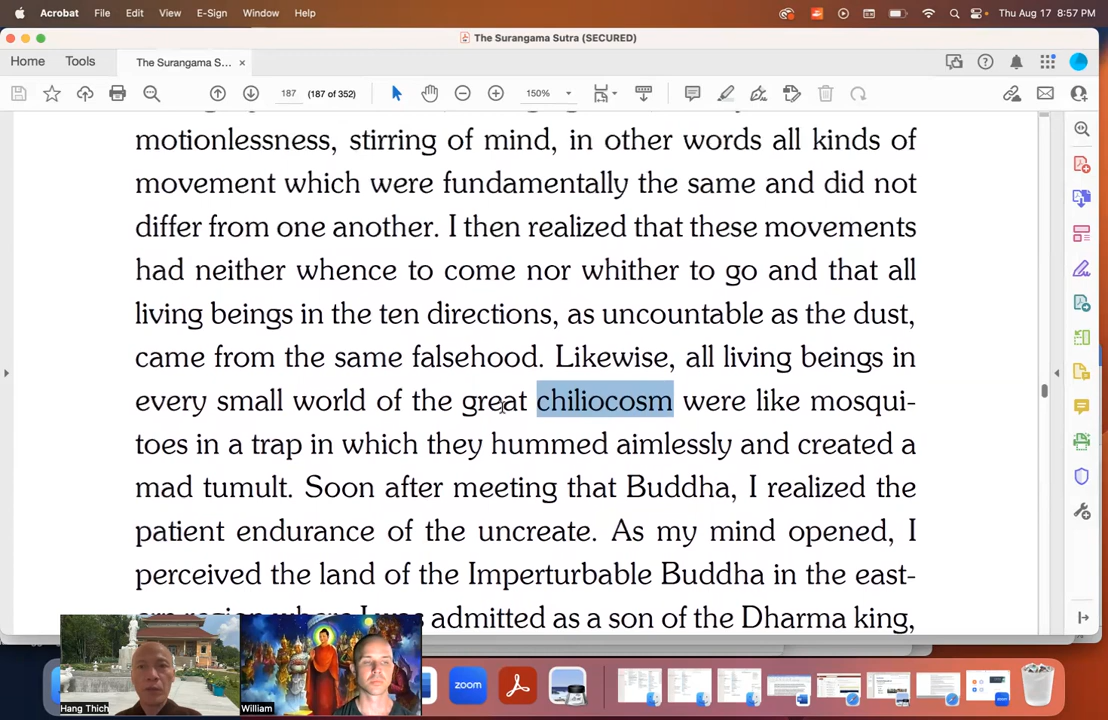 Acrobat File Edit View E-Sign Window Help Thu Aug 17 8:57 PM
The Surangama Sutra (SECURED)
Home Tools The Surangama S... ×
187 (187 of 352) 150%
motionlessness, stirring of mind, in other words all kinds of
movement which were fundamentally the same and did not
differ from one another. I then realized that these movements
had neither whence to come nor whither to go and that all
living beings in the ten directions, as uncountable as the dust,
came from the same falsehood. Likewise, all living beings in
every small world of the great chiliocosm were like mosqui-
toes in a trap in which they hummed aimlessly and created a
mad tumult. Soon after meeting that Buddha, I realized the
patient endurance of the uncreate. As my mind opened, I
perceived the land of the Imperturbable Buddha in the east-
ern region where I was admitted as a son of the Dharma king,
Hang Thich William
zoom